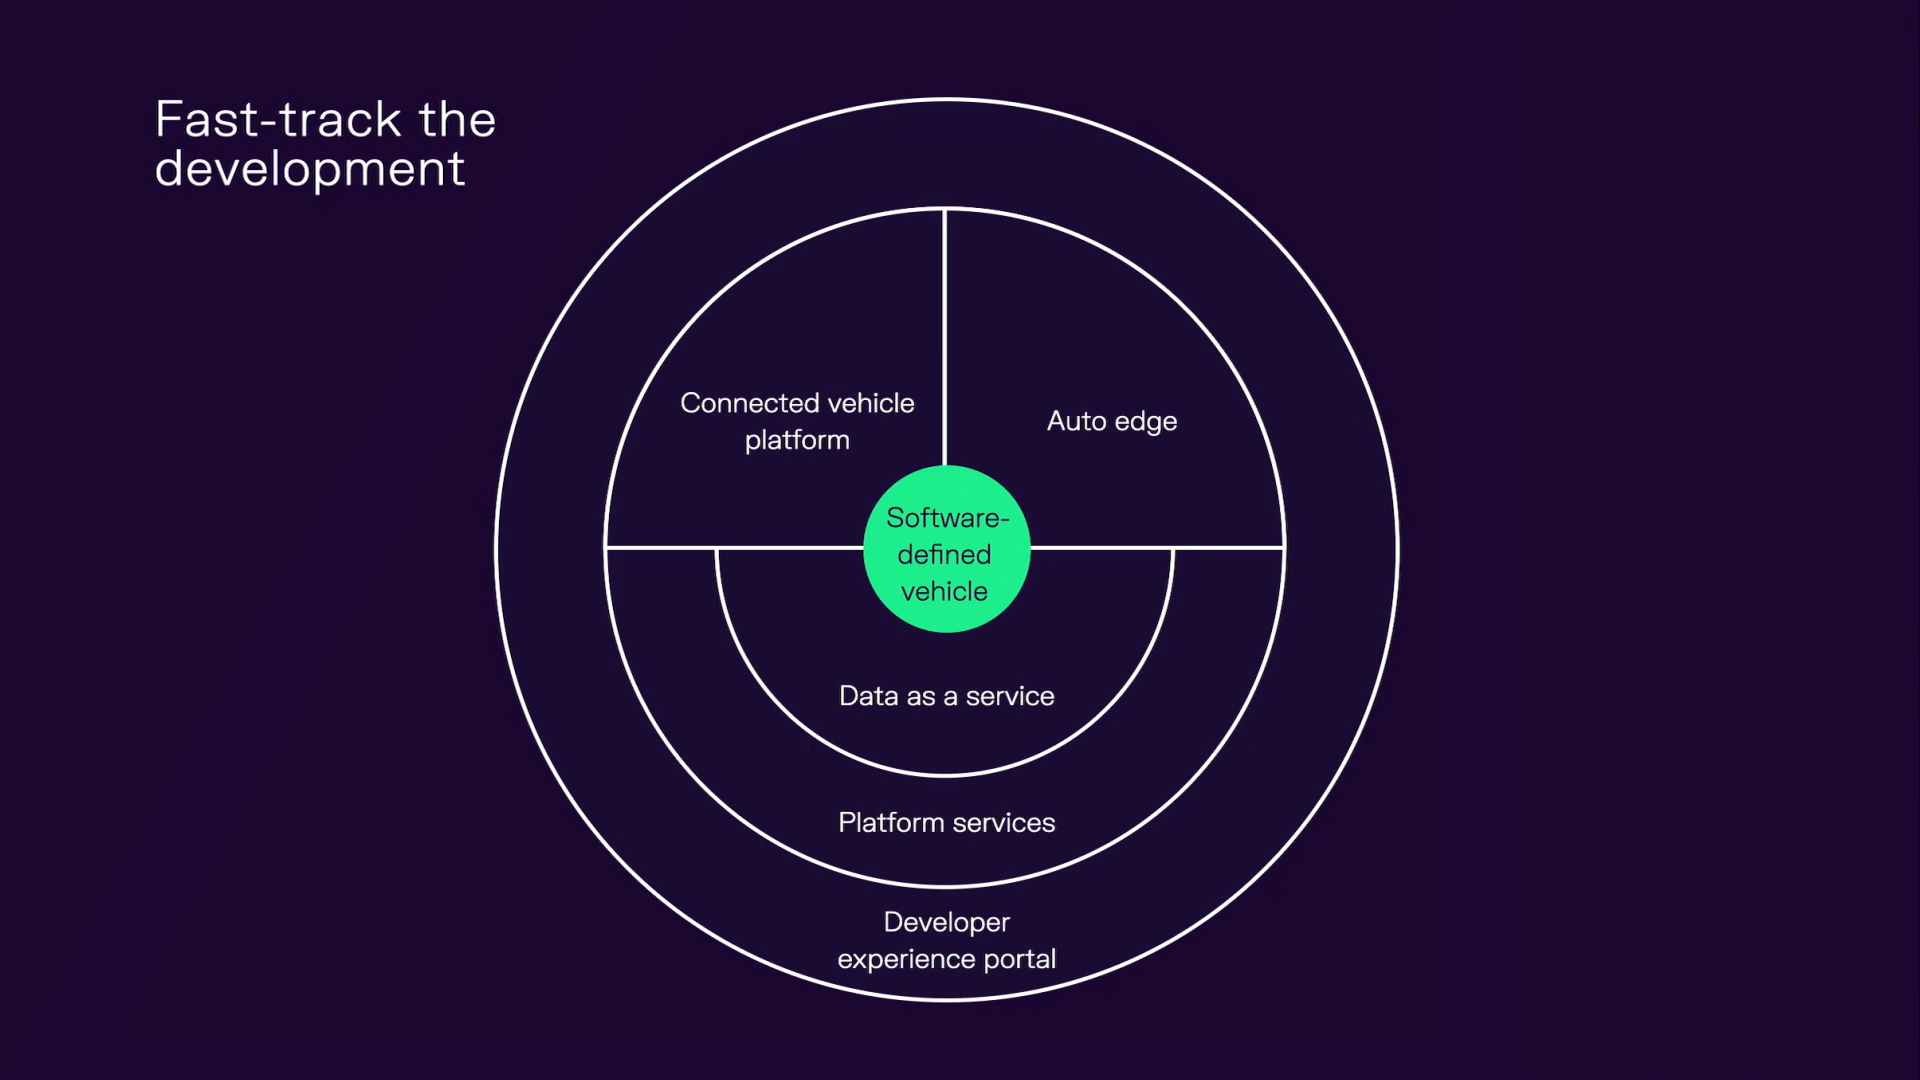 Fast-track the
development
Connected vehicle
platform
Auto edge
Software-
defined
vehicle
Data as a service
Platform services
Developer
experience portal